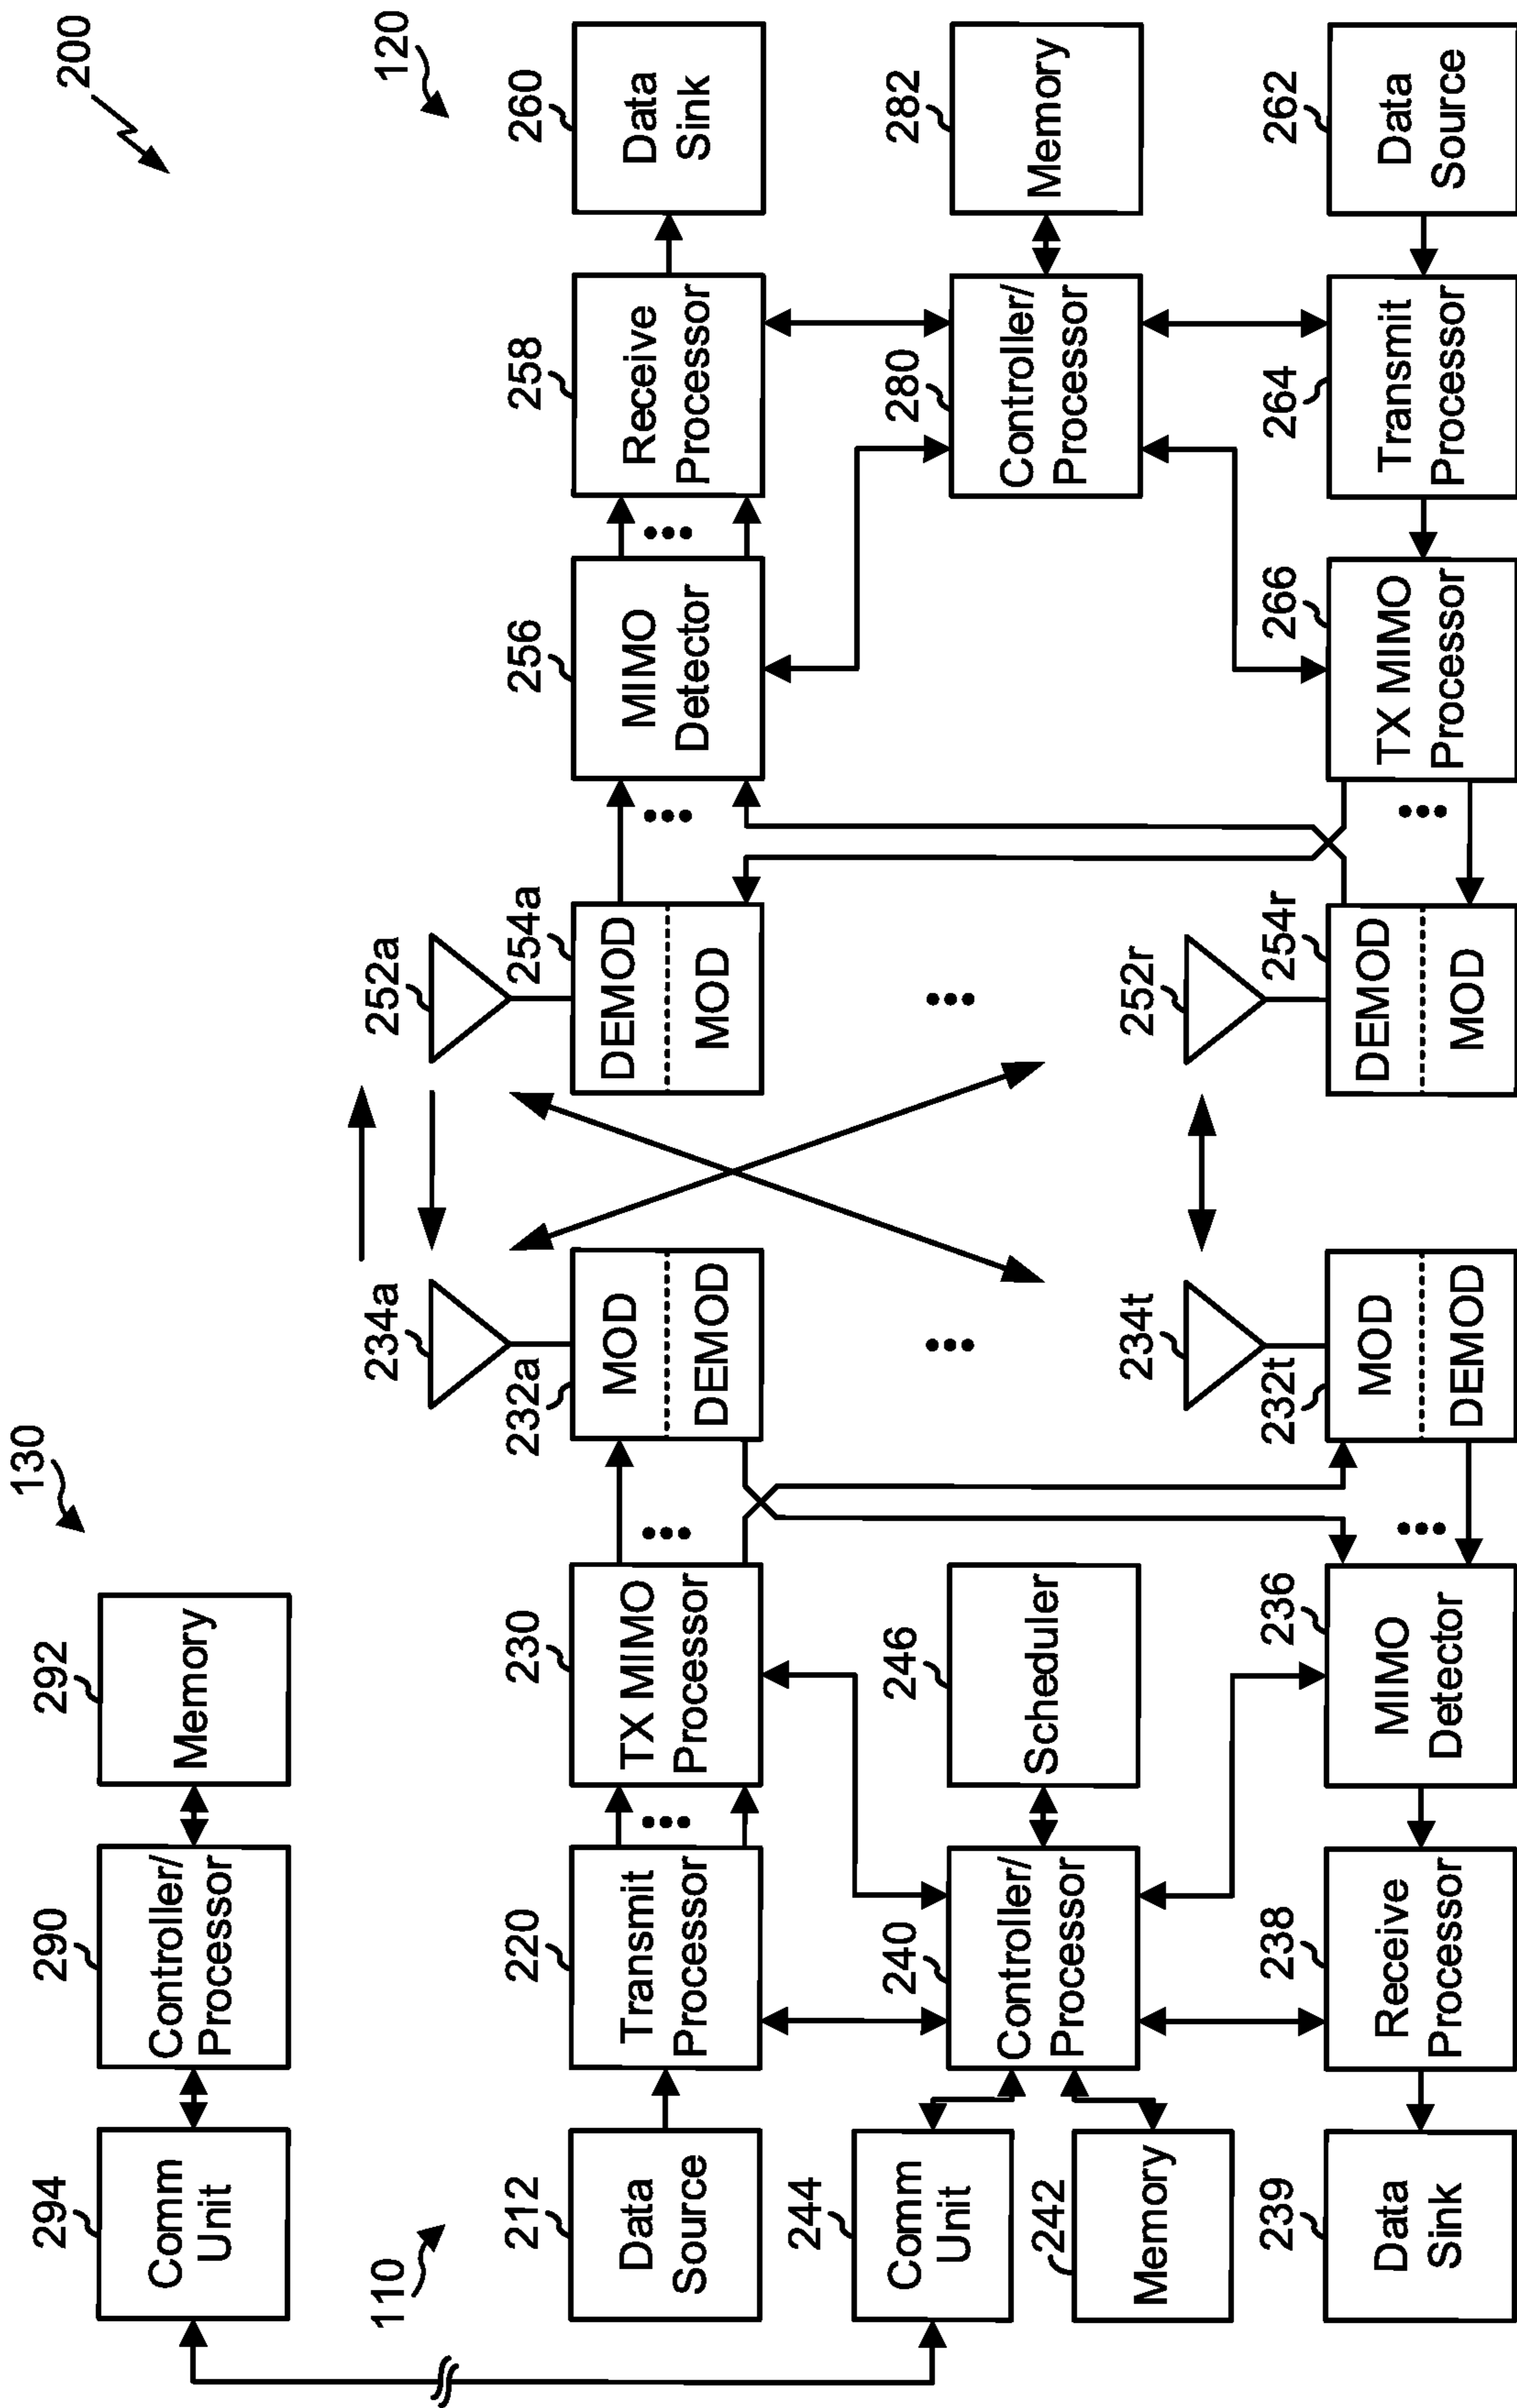 200
130
120
294
Comm
Unit
290
Controller/
Processor
292
Memory
110
212
Data
Source
220
Transmit
Processor
230
TX MIMO
Processor
234a
232a
MOD
DEMOD
252a
254a
DEMOD
MOD
256
MIMO
Detector
258
Receive
Processor
260
Data
Sink
244
Comm
Unit
242
Memory
240
Controller/
Processor
246
Scheduler
280
Controller/
Processor
282
Memory
239
Data
Sink
238
Receive
Processor
236
MIMO
Detector
234t
232t
MOD
DEMOD
252r
254r
DEMOD
MOD
266
TX MIMO
Processor
264
Transmit
Processor
262
Data
Source